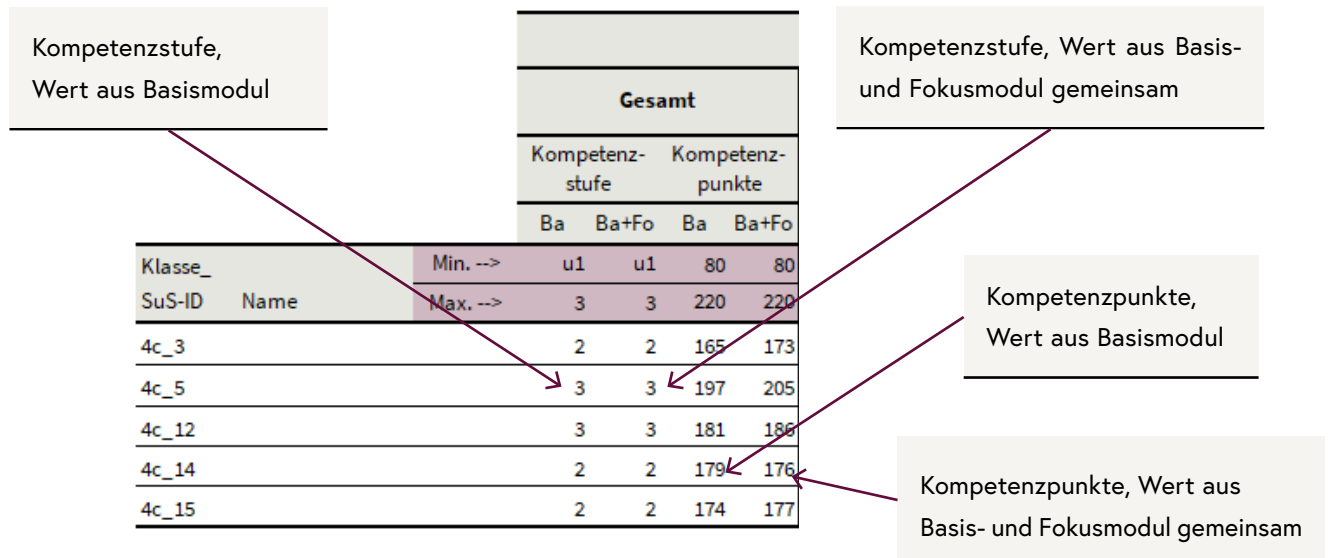 Kompetenzstufe,
Wert aus Basismodul
Kompetenzstufe, Wert aus Basis-
und Fokusmodul gemeinsam
Gesamt
Kompetenz- Kompetenz-
stufe punkte
Ba Ba+Fo Ba Ba+Fo
Klasse_ Min. --> u1 u1 80 80
SuS-ID Name Max. --> 3 3 220 220
4c_3 2 2 165 173
4c_5 3 3 197 205
4c_12 3 3 181 186
4c_14 2 2 179 176
4c_15 2 2 174 177
Kompetenzpunkte,
Wert aus Basismodul
Kompetenzpunkte, Wert aus
Basis- und Fokusmodul gemeinsam